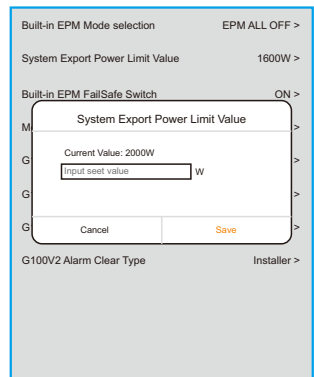 Built-in EPM Mode selection EPM ALL OFF >
System Export Power Limit Value 1600W >
Built-in EPM FailSafe Switch ON >
System Export Power Limit Value
M >
Current Value: 2000W
G >
Input seet value W
G >
Cancel Save
G >
G100V2 Alarm Clear Type Installer >